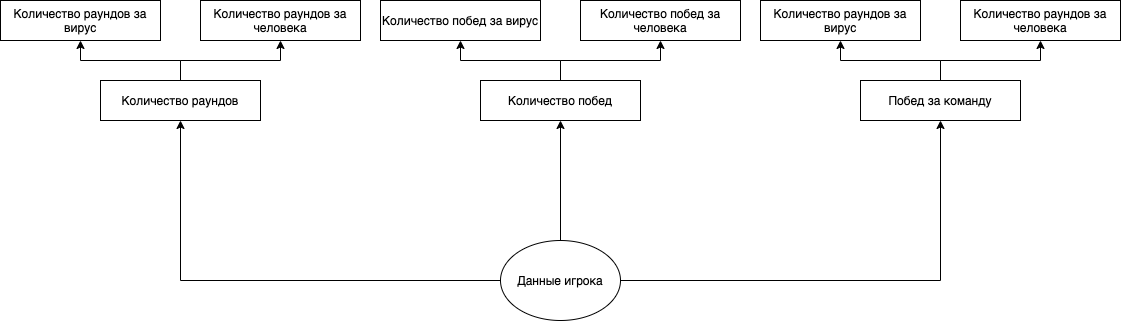 Количество раундов за
вирус
Количество раундов за
человека
Количество побед за вирус
Количество побед за
человека
Количество раундов за
вирус
Количество раундов за
человека
Количество раундов
Количество побед
Побед за команду
Данные игрока